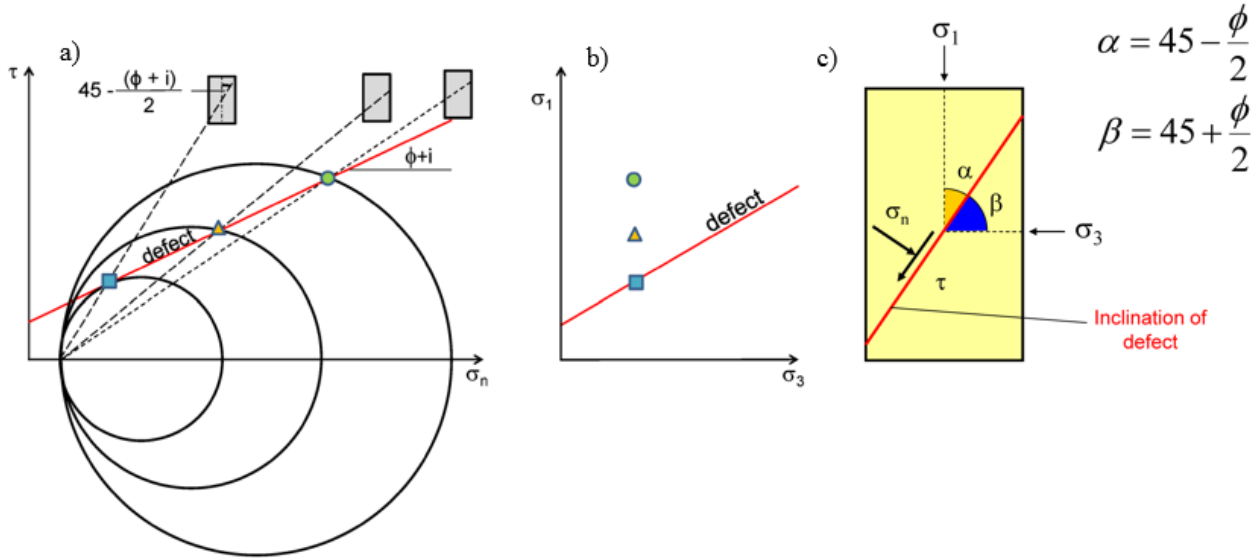 a)
τ
45 - (ϕ + i)/2
ϕ+i
defect
σn
b)
σ1
defect
σ3
c)
σ1
α = 45 − ϕ/2
β = 45 + ϕ/2
α
β
σn
σ3
τ
Inclination of
defect